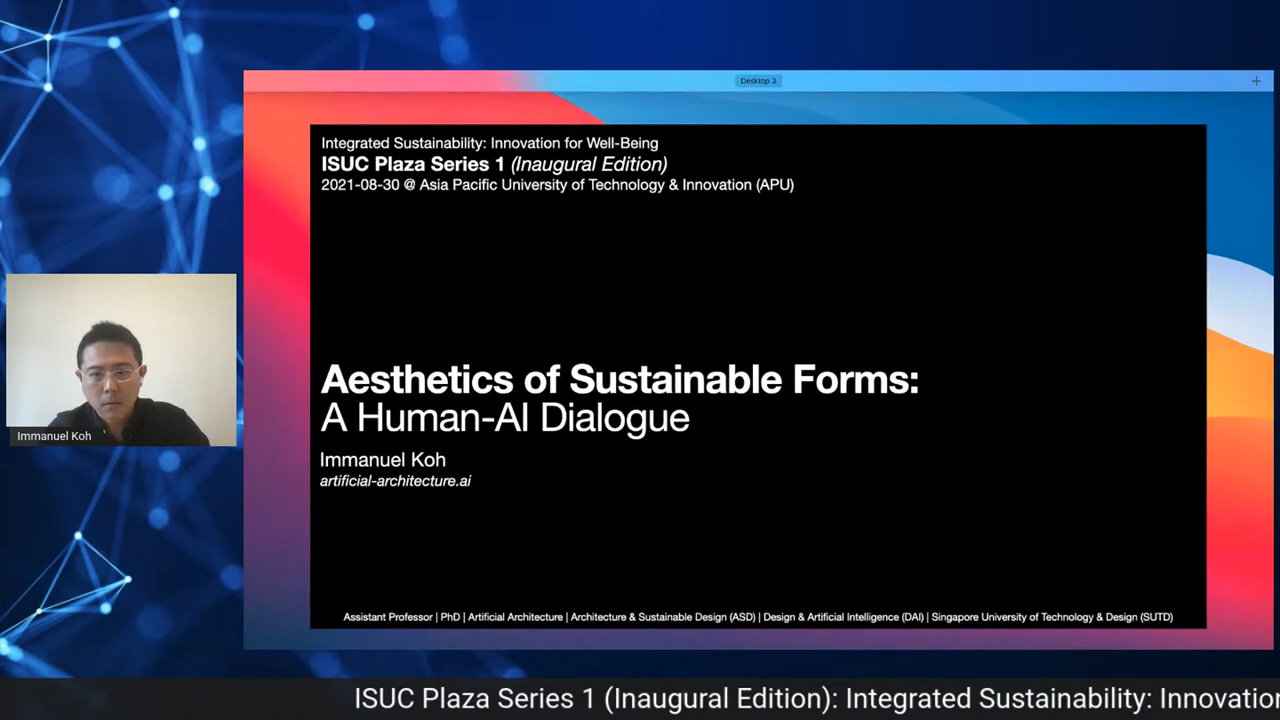 Desktop 3
Integrated Sustainability: Innovation for Well-Being
ISUC Plaza Series 1 (Inaugural Edition)
2021-08-30 @ Asia Pacific University of Technology & Innovation (APU)
Aesthetics of Sustainable Forms:
A Human-AI Dialogue
Immanuel Koh
artificial-architecture.ai
Immanuel Koh
Assistant Professor | PhD | Artificial Architecture | Architecture & Sustainable Design (ASD) | Design & Artificial Intelligence (DAI) | Singapore University of Technology & Design (SUTD)
ISUC Plaza Series 1 (Inaugural Edition): Integrated Sustainability: Innovatio